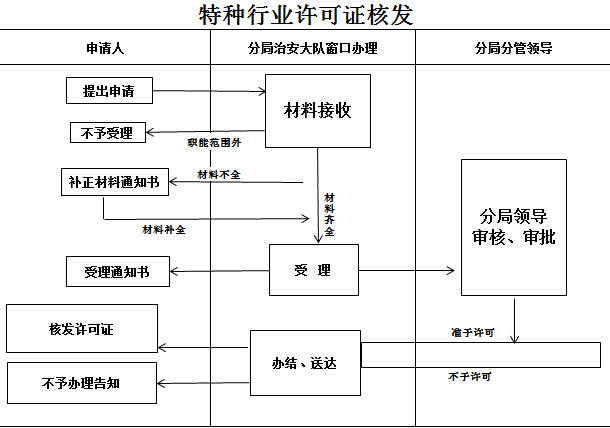 特种行业许可证核发
申请人
分局治安大队窗口办理
分局分管领导
提出申请
材料接收
不予受理
职能范围外
补正材料通知书
材料不全
材料齐全
材料补全
分局领导
审核、审批
受理通知书
受 理
核发许可证
准予许可
办结、送达
不予办理告知
不予许可